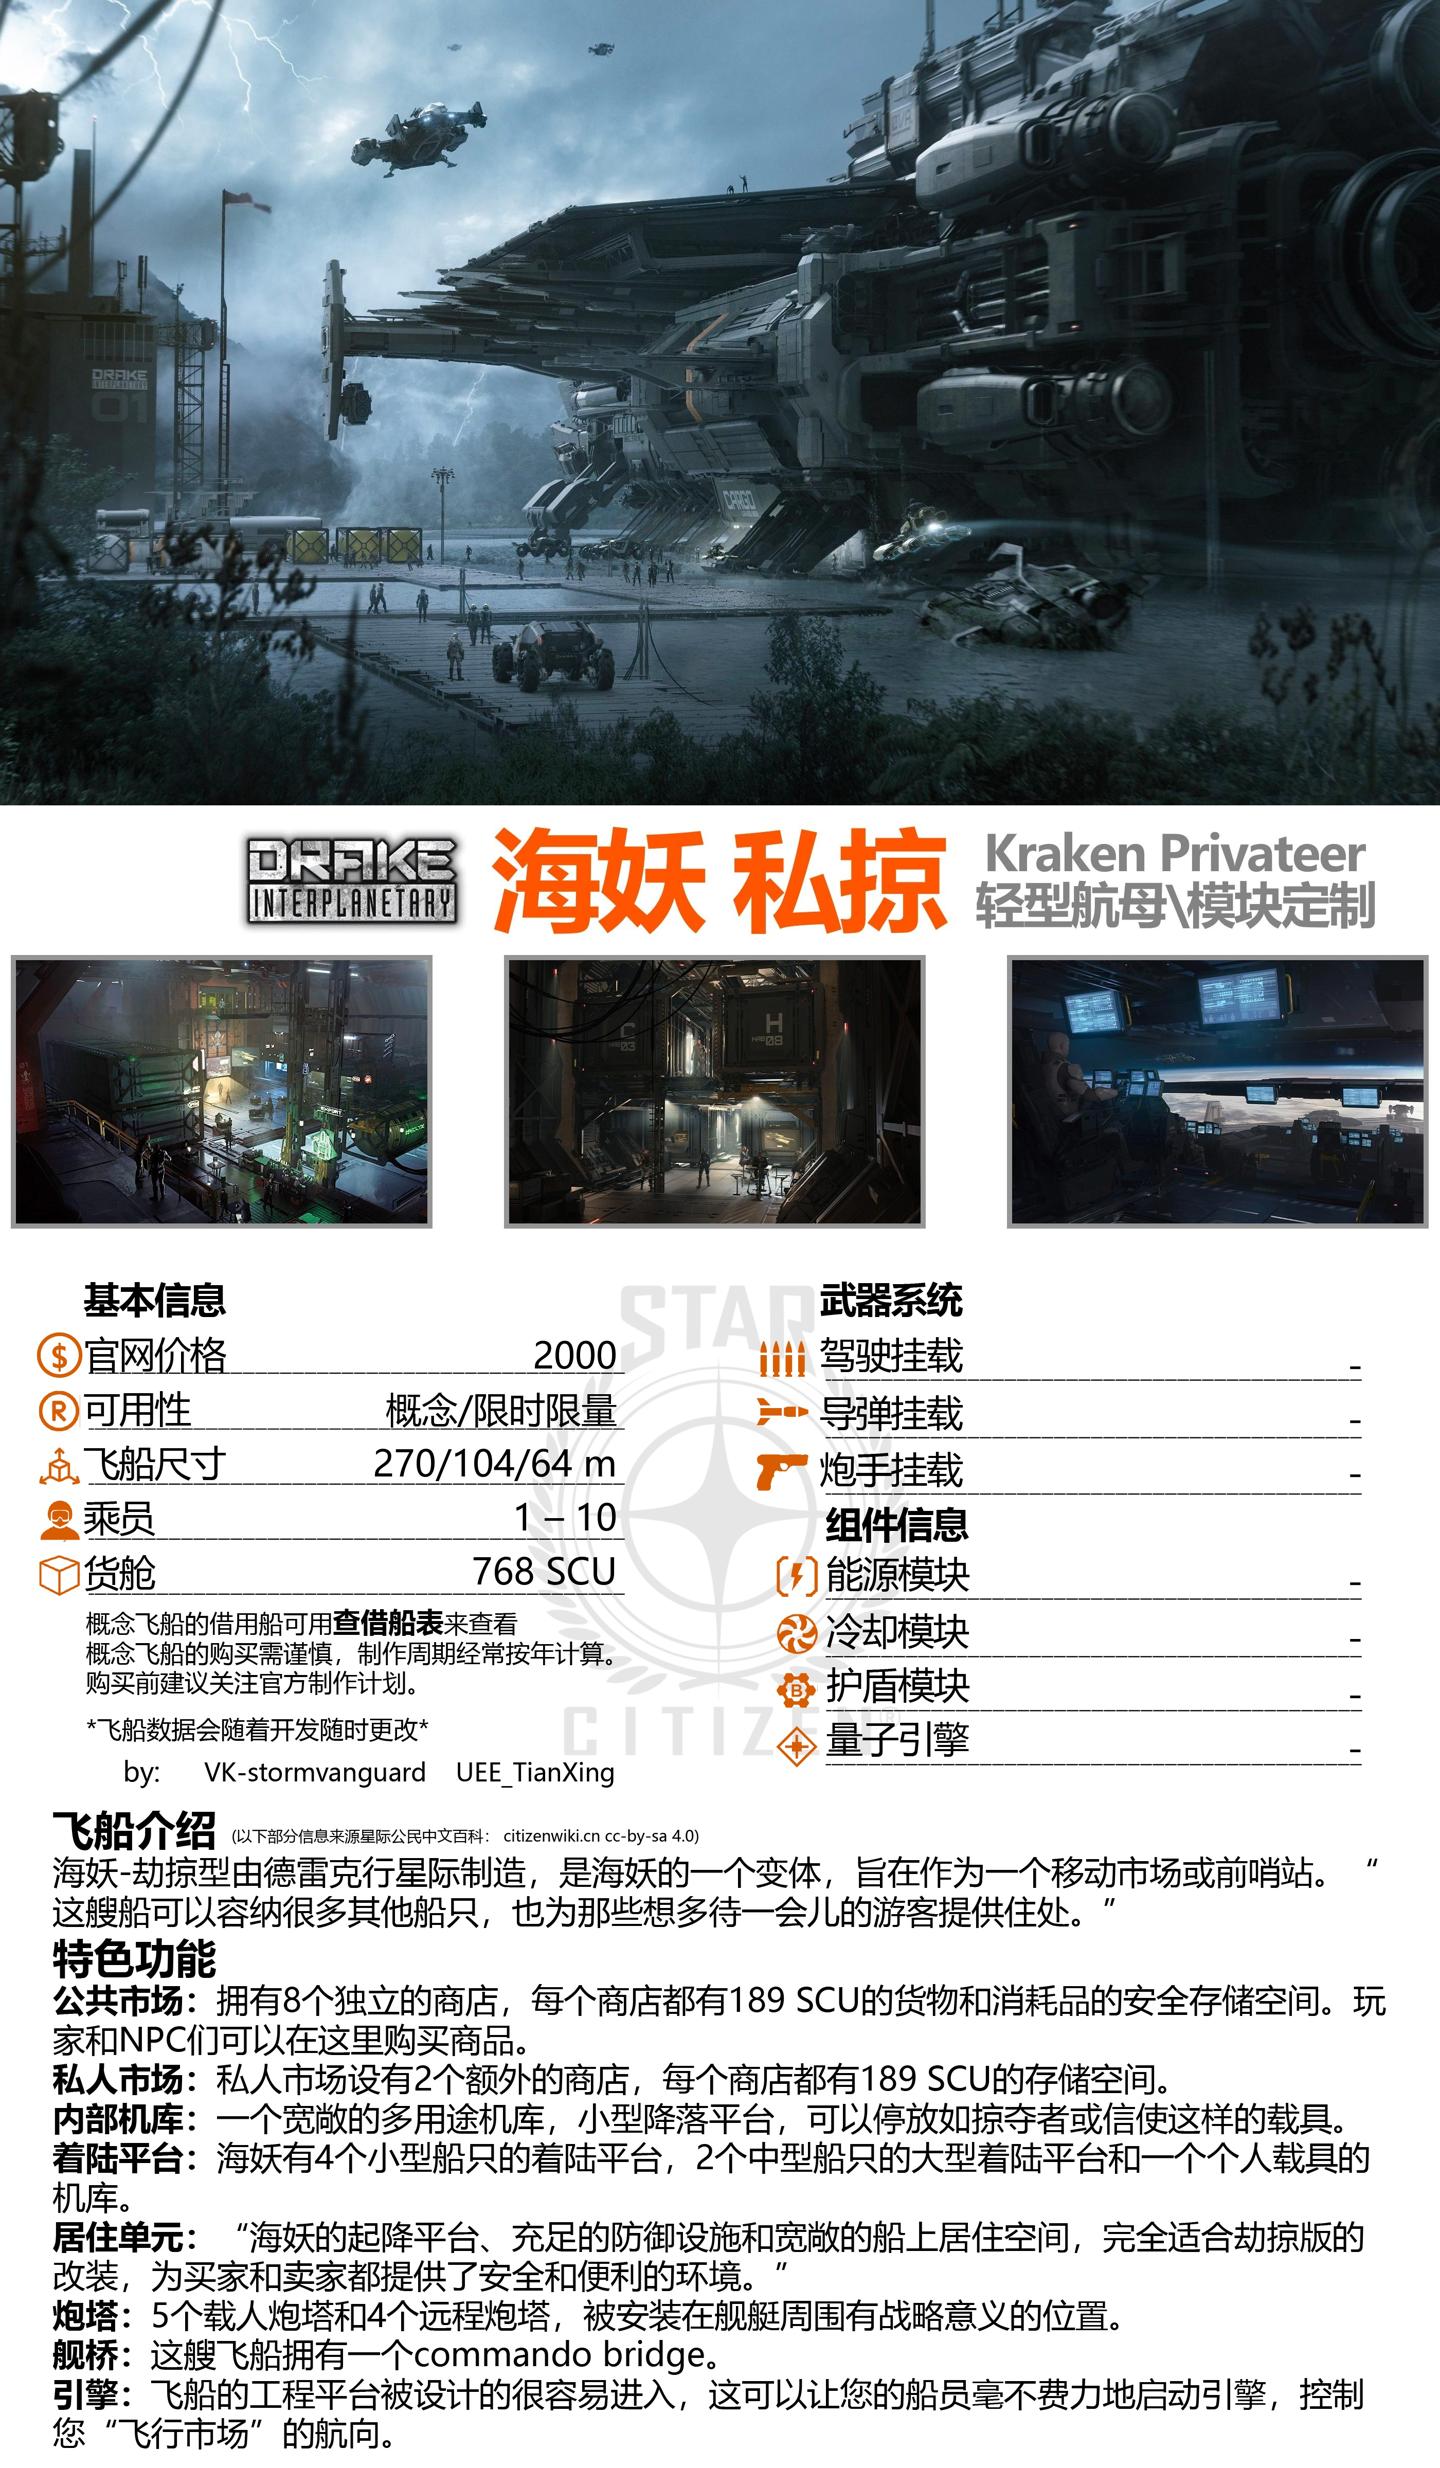 DRAKE
INTERPLANETARY
01
CARGO
DRAKE
INTERPLANETARY
海妖 私掠
Kraken Privateer
轻型航母\模块定制
C
HAB
03
H
HAB
08
STAR
CITIZEN
基本信息
官网价格 2000
可用性 概念/限时限量
飞船尺寸 270/104/64 m
乘员 1 – 10
货舱 768 SCU
概念飞船的借用船可用查借船表来查看
概念飞船的购买需谨慎，制作周期经常按年计算。
购买前建议关注官方制作计划。
*飞船数据会随着开发随时更改*
by: VK-stormvanguard UEE_TianXing
武器系统
驾驶挂载 -
导弹挂载 -
炮手挂载 -
组件信息
能源模块 -
冷却模块 -
护盾模块 -
量子引擎 -
飞船介绍 (以下部分信息来源星际公民中文百科： citizenwiki.cn cc-by-sa 4.0)
海妖-劫掠型由德雷克行星际制造，是海妖的一个变体，旨在作为一个移动市场或前哨站。“
这艘船可以容纳很多其他船只，也为那些想多待一会儿的游客提供住处。”
特色功能
公共市场：拥有8个独立的商店，每个商店都有189 SCU的货物和消耗品的安全存储空间。玩
家和NPC们可以在这里购买商品。
私人市场：私人市场设有2个额外的商店，每个商店都有189 SCU的存储空间。
内部机库：一个宽敞的多用途机库，小型降落平台，可以停放如掠夺者或信使这样的载具。
着陆平台：海妖有4个小型船只的着陆平台，2个中型船只的大型着陆平台和一个个人载具的
机库。
居住单元：“海妖的起降平台、充足的防御设施和宽敞的船上居住空间，完全适合劫掠版的
改装，为买家和卖家都提供了安全和便利的环境。”
炮塔：5个载人炮塔和4个远程炮塔，被安装在舰艇周围有战略意义的位置。
舰桥：这艘飞船拥有一个commando bridge。
引擎：飞船的工程平台被设计的很容易进入，这可以让您的船员毫不费力地启动引擎，控制
您“飞行市场”的航向。